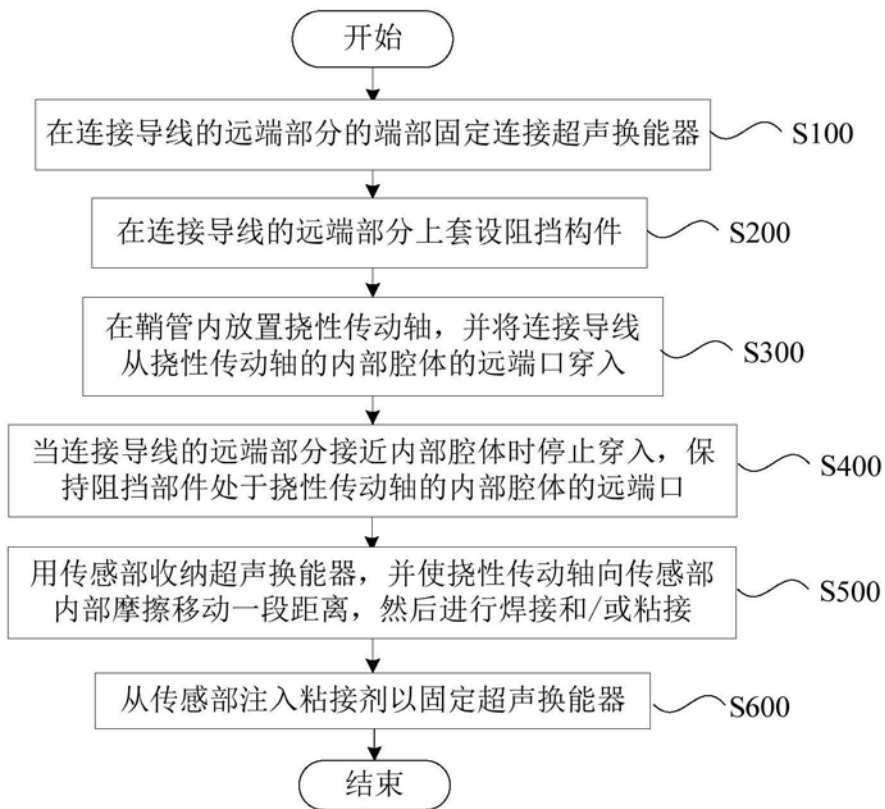 开始
在连接导线的远端部分的端部固定连接超声换能器
S100
在连接导线的远端部分上套设阻挡构件
S200
在鞘管内放置挠性传动轴，并将连接导线
从挠性传动轴的内部腔体的远端口穿入
S300
当连接导线的远端部分接近内部腔体时停止穿入，保
持阻挡部件处于挠性传动轴的内部腔体的远端口
S400
用传感部收纳超声换能器，并使挠性传动轴向传感部
内部摩擦移动一段距离，然后进行焊接和/或粘接
S500
从传感部注入粘接剂以固定超声换能器
S600
结束